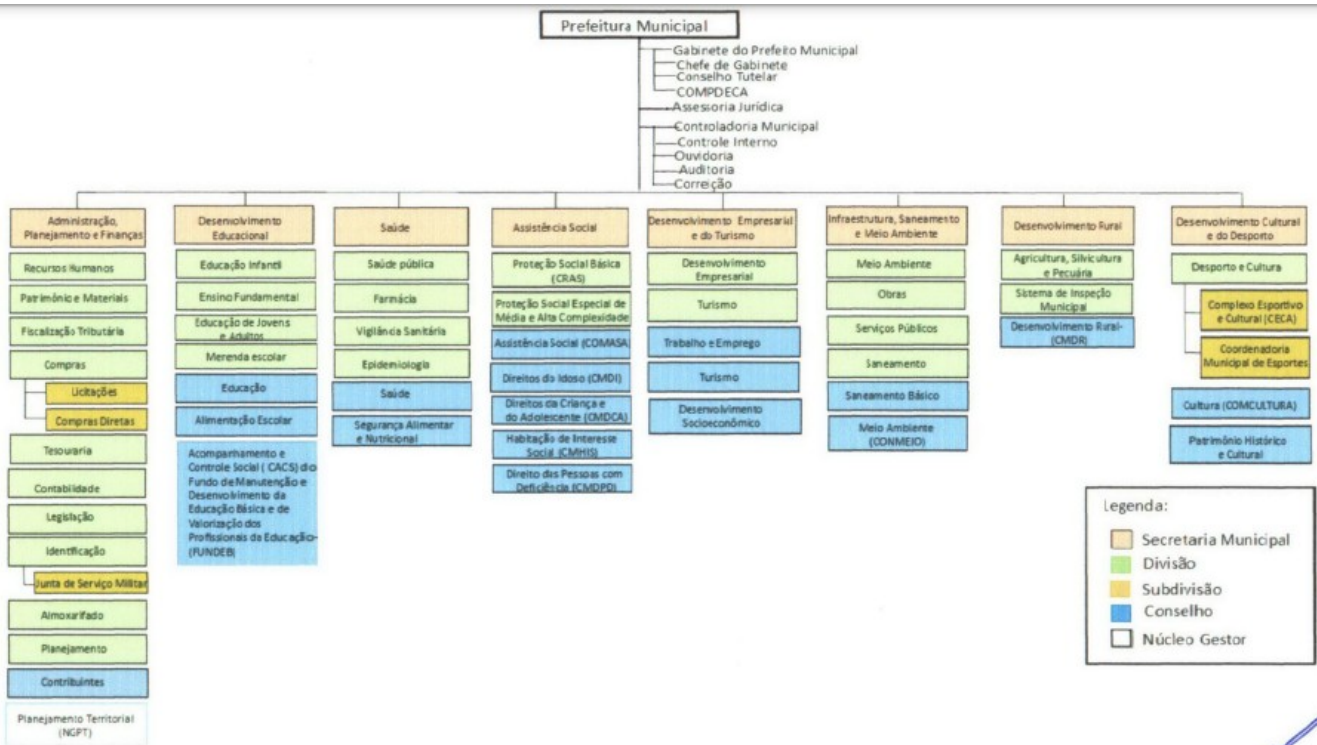 Prefeitura Municipal
Gabinete do Prefeito Municipal
Chefe de Gabinete
Conselho Tutelar
COMPDECA
Assessoria Jurídica
Controladoria Municipal
Controle Interno
Ouvidoria
Auditoria
Correição
Administração,
Planejamento e Finanças
Recursos Humanos
Patrimônio e Materiais
Fiscalização Tributária
Compras
Licitações
Compras Diretas
Tesouraria
Contabilidade
Legislação
Identificação
Junta de Serviço Militar
Almoxarifado
Planejamento
Contribuintes
Planejamento Territorial
(NGPT)
Desenvolvimento
Educacional
Educação Infantil
Ensino Fundamental
Educação de Jovens
e Adultos
Merenda escolar
Educação
Alimentação Escolar
Acompanhamento e
Controle Social ( CACS) do
Fundo de Manutenção e
Desenvolvimento da
Educação Básica e de
Valorização dos
Profissionais da Educação-
(FUNDEB)
Saúde
Saúde pública
Farmácia
Vigilância Sanitária
Epidemiologia
Saúde
Segurança Alimentar
e Nutricional
Assistência Social
Proteção Social Básica
(CRAS)
Proteção Social Especial de
Média e Alta Complexidade
Assistência Social (COMASA)
Direitos do Idoso (CMDI)
Direitos da Criança e
do Adolescente (CMDCA)
Habitação de Interesse
Social (CMHIS)
Direito das Pessoas com
Deficiência (CMDPD)
Desenvolvimento Empresarial
e do Turismo
Desenvolvimento
Empresarial
Turismo
Trabalho e Emprego
Turismo
Desenvolvimento
Socioeconômico
Infraestrutura, Saneamento
e Meio Ambiente
Meio Ambiente
Obras
Serviços Públicos
Saneamento
Saneamento Básico
Meio Ambiente
(CONMEIO)
Desenvolvimento Rural
Agricultura, Silvicultura
e Pecuária
Sistema de Inspeção
Municipal
Desenvolvimento Rural-
(CMDR)
Desenvolvimento Cultural
e do Desporto
Desporto e Cultura
Complexo Esportivo
e Cultural (CECA)
Coordenadoria
Municipal de Esportes
Cultura (COMCULTURA)
Patrimônio Histórico
e Cultural
Legenda:
Secretaria Municipal
Divisão
Subdivisão
Conselho
Núcleo Gestor